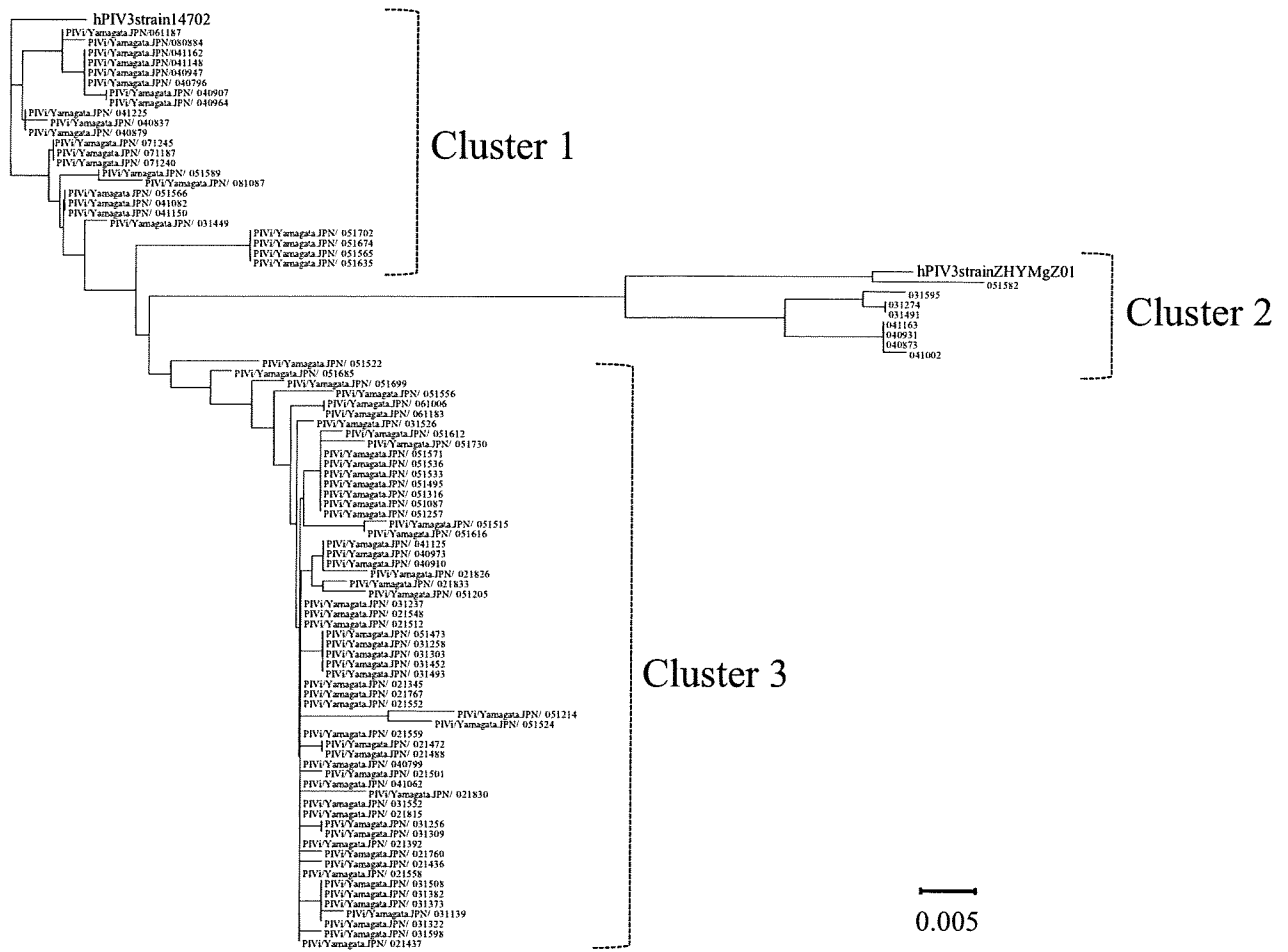 hPIV3strain14702
PIVi/Yamagata.JPN/061187
PIVi/Yamagata.JPN/080884
PIVi/Yamagata.JPN/041162
PIVi/Yamagata.JPN/041148
PIVi/Yamagata.JPN/040947
PIVi/Yamagata.JPN/ 040796
PIVi/Yamagata.JPN/ 040907
PIVi/Yamagata.JPN/ 040964
PIVi/Yamagata.JPN/ 041225
PIVi/Yamagata.JPN/ 040837
PIVi/Yamagata.JPN/ 040879
PIVi/Yamagata.JPN/ 071245
PIVi/Yamagata.JPN/ 071187
PIVi/Yamagata.JPN/ 071240
PIVi/Yamagata.JPN/ 051589
PIVi/Yamagata.JPN/ 081087
PIVi/Yamagata.JPN/ 051566
PIVi/Yamagata.JPN/ 041082
PIVi/Yamagata.JPN/ 041150
PIVi/Yamagata.JPN/ 031449
PIVi/Yamagata.JPN/ 051702
PIVi/Yamagata.JPN/ 051674
PIVi/Yamagata.JPN/ 051565
PIVi/Yamagata.JPN/ 051635
Cluster 1
hPIV3strainZHYMgZ01
051582
031595
031274
031491
041163
040931
040873
041002
Cluster 2
PIVi/Yamagata.JPN/ 051522
PIVi/Yamagata.JPN/ 051685
PIVi/Yamagata.JPN/ 051699
PIVi/Yamagata.JPN/ 051556
PIVi/Yamagata.JPN/ 061006
PIVi/Yamagata.JPN/ 061183
PIVi/Yamagata.JPN/ 031526
PIVi/Yamagata.JPN/ 051612
PIVi/Yamagata.JPN/ 051730
PIVi/Yamagata.JPN/ 051571
PIVi/Yamagata.JPN/ 051536
PIVi/Yamagata.JPN/ 051533
PIVi/Yamagata.JPN/ 051495
PIVi/Yamagata.JPN/ 051316
PIVi/Yamagata.JPN/ 051087
PIVi/Yamagata.JPN/ 051257
PIVi/Yamagata.JPN/ 051515
PIVi/Yamagata.JPN/ 051616
PIVi/Yamagata.JPN/ 041125
PIVi/Yamagata.JPN/ 040973
PIVi/Yamagata.JPN/ 040910
PIVi/Yamagata.JPN/ 021826
PIVi/Yamagata.JPN/ 021833
PIVi/Yamagata.JPN/ 051205
PIVi/Yamagata.JPN/ 031237
PIVi/Yamagata.JPN/ 021548
PIVi/Yamagata.JPN/ 021512
PIVi/Yamagata.JPN/ 051473
PIVi/Yamagata.JPN/ 031258
PIVi/Yamagata.JPN/ 031303
PIVi/Yamagata.JPN/ 031452
PIVi/Yamagata.JPN/ 031493
PIVi/Yamagata.JPN/ 021345
PIVi/Yamagata.JPN/ 021767
PIVi/Yamagata.JPN/ 021552
PIVi/Yamagata.JPN/ 051214
PIVi/Yamagata.JPN/ 051524
PIVi/Yamagata.JPN/ 021559
PIVi/Yamagata.JPN/ 021472
PIVi/Yamagata.JPN/ 021488
PIVi/Yamagata.JPN/ 040799
PIVi/Yamagata.JPN/ 021501
PIVi/Yamagata.JPN/ 041062
PIVi/Yamagata.JPN/ 021830
PIVi/Yamagata.JPN/ 031552
PIVi/Yamagata.JPN/ 021815
PIVi/Yamagata.JPN/ 031256
PIVi/Yamagata.JPN/ 031309
PIVi/Yamagata.JPN/ 021392
PIVi/Yamagata.JPN/ 021760
PIVi/Yamagata.JPN/ 021436
PIVi/Yamagata.JPN/ 021558
PIVi/Yamagata.JPN/ 031508
PIVi/Yamagata.JPN/ 031382
PIVi/Yamagata.JPN/ 031373
PIVi/Yamagata.JPN/ 031139
PIVi/Yamagata.JPN/ 031322
PIVi/Yamagata.JPN/ 031598
PIVi/Yamagata.JPN/ 021437
Cluster 3
0.005